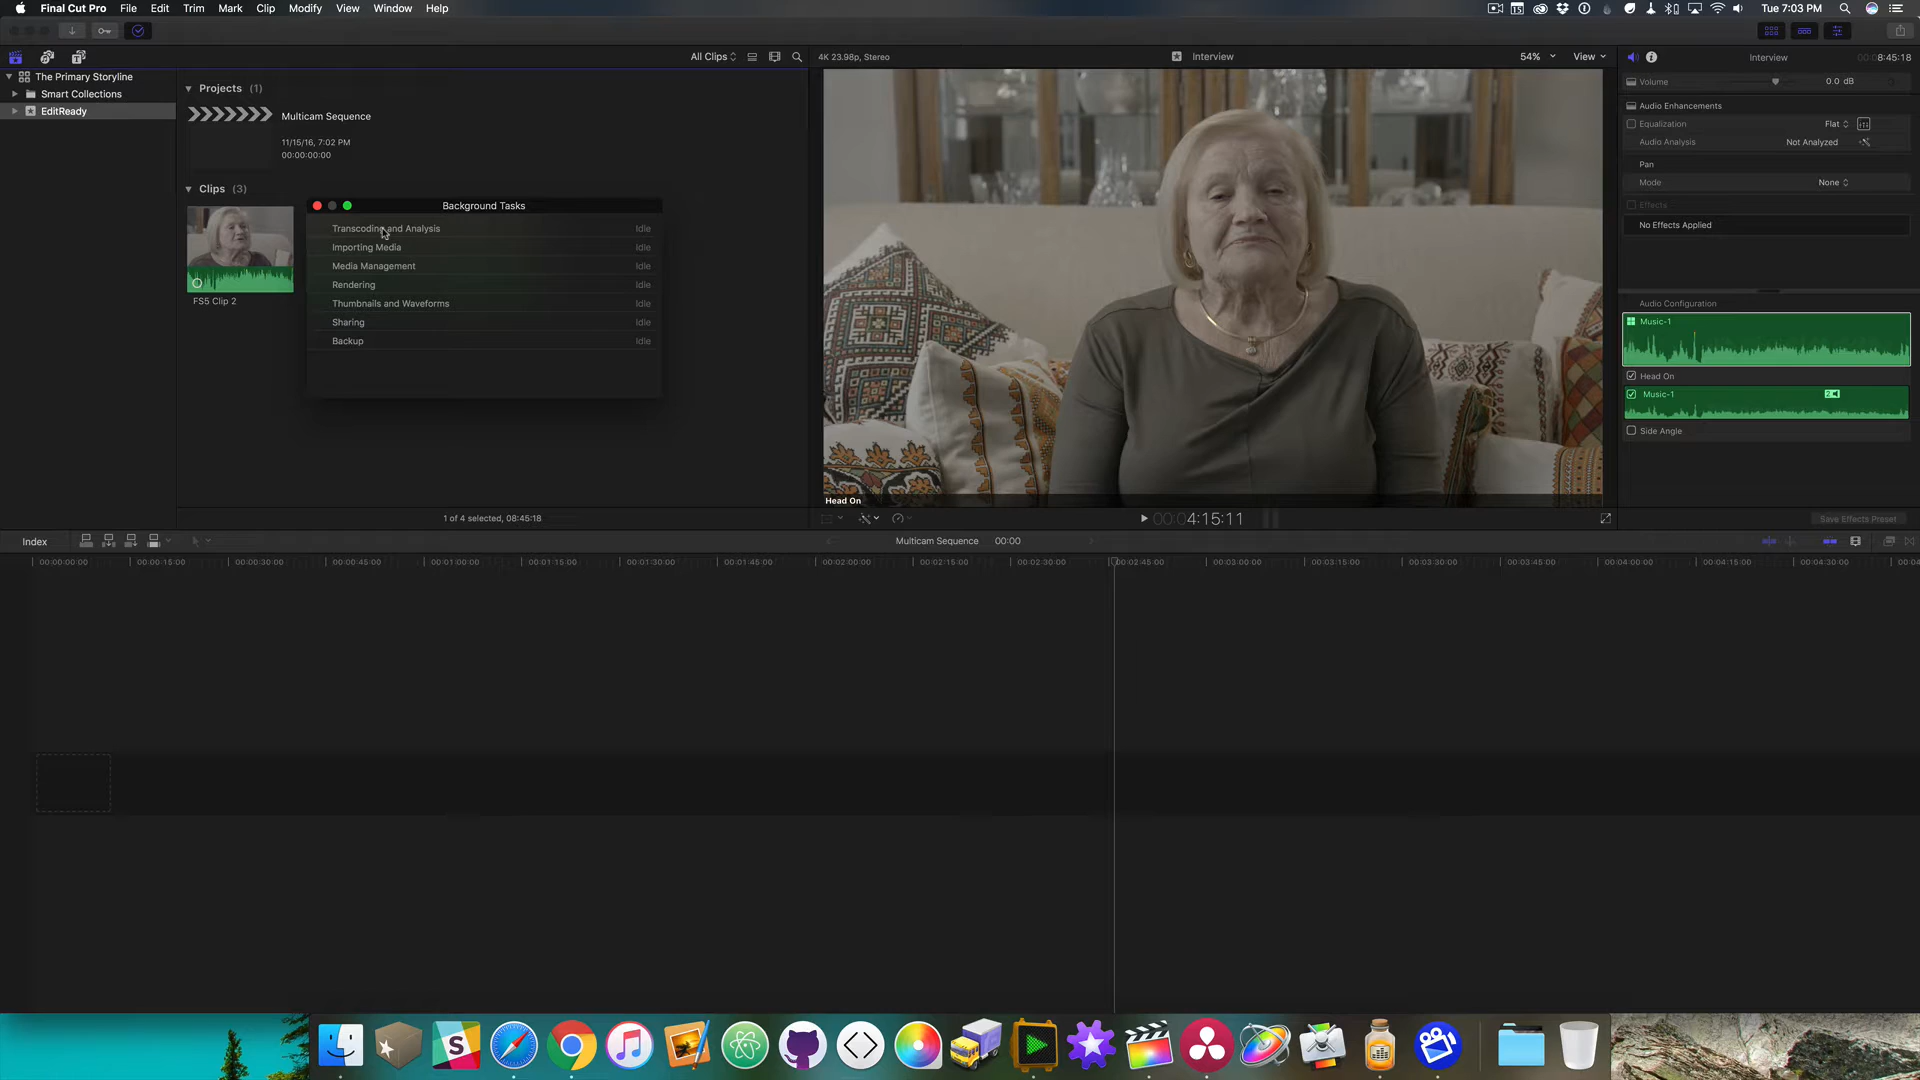 Final Cut Pro File Edit Trim Mark Clip Modify View Window Help
15
Tue 7:03 PM
All Clips
4K 23.98p, Stereo
Interview
54%
View
Interview
8:45:18
The Primary Storyline
Smart Collections
EditReady
Projects (1)
Multicam Sequence
11/15/16, 7:02 PM
00:00:00:00
Clips (3)
FS5 Clip 2
Background Tasks
Transcoding and Analysis Idle
Importing Media Idle
Media Management Idle
Rendering Idle
Thumbnails and Waveforms Idle
Sharing Idle
Backup Idle
1 of 4 selected, 08:45:18
Head On
00:00:4:15:11
Volume 0.0 dB
Audio Enhancements
Equalization Flat
Audio Analysis Not Analyzed
Pan
Mode None
Effects
No Effects Applied
Audio Configuration
Music-1
Head On
Music-1
Side Angle
Save Effects Preset
Index
Multicam Sequence 00:00
00:00:00:00 00:00:15:00 00:00:30:00 00:00:45:00 00:01:00:00 00:01:15:00 00:01:30:00 00:01:45:00 00:02:00:00 00:02:15:00 00:02:30:00 00:02:45:00 00:03:00:00 00:03:15:00 00:03:30:00 00:03:45:00 00:04:00:00 00:04:15:00 00:04:30:00
S